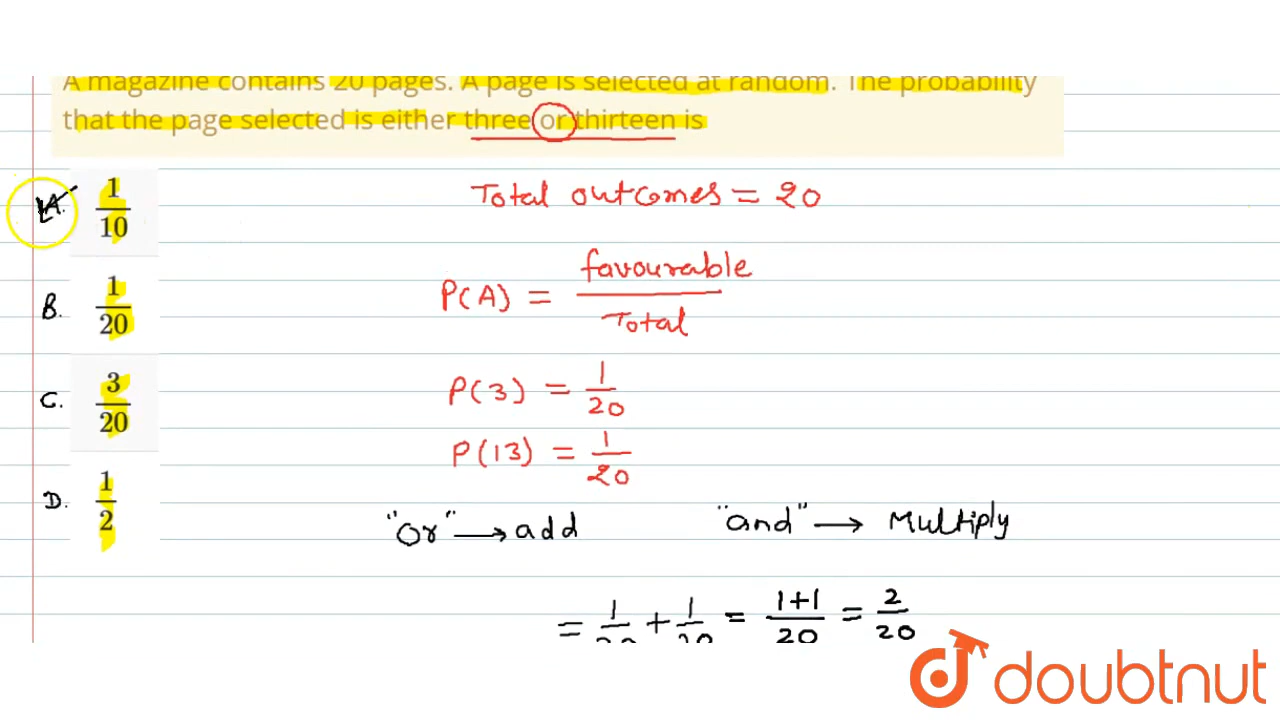 A magazine contains 20 pages. A page is selected at random. The probability
that the page selected is either three or thirteen is
A. 1/10
Total outcomes = 20
P(A) = favourable/Total
B. 1/20
P(3) = 1/20
C. 3/20
P(13) = 1/20
D. 1/2
"Or" → add
"and" → Multiply
= 1/20 + 1/20 = 1+1/20 = 2/20
doubtnut